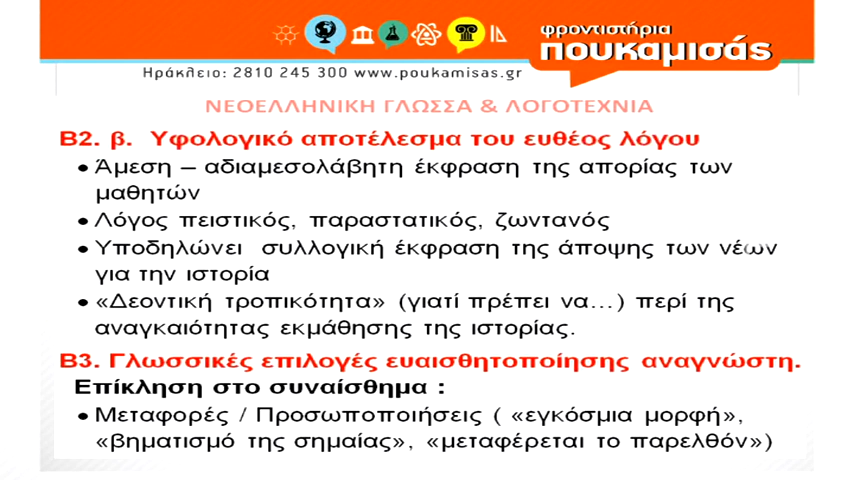 φροντιστήρια
πουκαμισάς
Ηράκλειο: 2810 245 300 www.poukamisas.gr
ΝΕΟΕΛΛΗΝΙΚΗ ΓΛΩΣΣΑ & ΛΟΓΟΤΕΧΝΙΑ
Β2. β. Υφολογικό αποτέλεσμα του ευθέος λόγου
• Άμεση – αδιαμεσολάβητη έκφραση της απορίας των
μαθητών
• Λόγος πειστικός, παραστατικός, ζωντανός
• Υποδηλώνει συλλογική έκφραση της άποψης των νέων
για την ιστορία
• «Δεοντική τροπικότητα» (γιατί πρέπει να...) περί της
αναγκαιότητας εκμάθησης της ιστορίας.
Β3. Γλωσσικές επιλογές ευαισθητοποίησης αναγνώστη.
Επίκληση στο συναίσθημα :
• Μεταφορές / Προσωποποιήσεις ( «εγκόσμια μορφή»,
«βηματισμό της σημαίας», «μεταφέρεται το παρελθόν»)